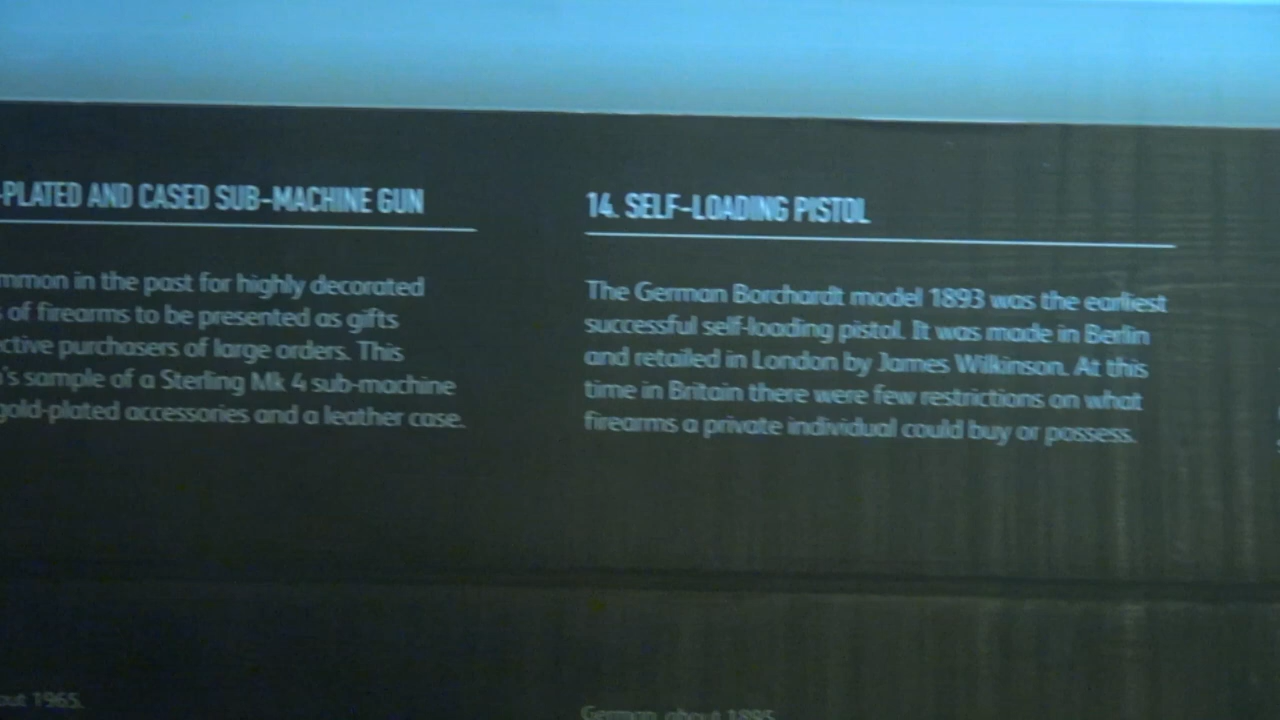 -PLATED AND CASED SUB-MACHINE GUN
mmon in the past for highly decorated
s of firearms to be presented as gifts
ctive purchasers of large orders. This
's sample of a Sterling Mk 4 sub-machine
gold-plated accessories and a leather case.
out 1965.
14. SELF-LOADING PISTOL
The German Borchardt model 1893 was the earliest
successful self-loading pistol. It was made in Berlin
and retailed in London by James Wilkinson. At this
time in Britain there were few restrictions on what
firearms a private individual could buy or possess.
German, about 1895